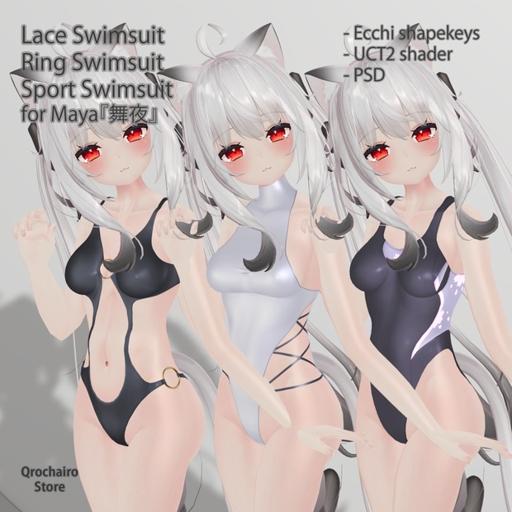 Lace Swimsuit
Ring Swimsuit
Sport Swimsuit
for Maya『舞夜』
- Ecchi shapekeys
- UCT2 shader
- PSD
Qrochairo
Store